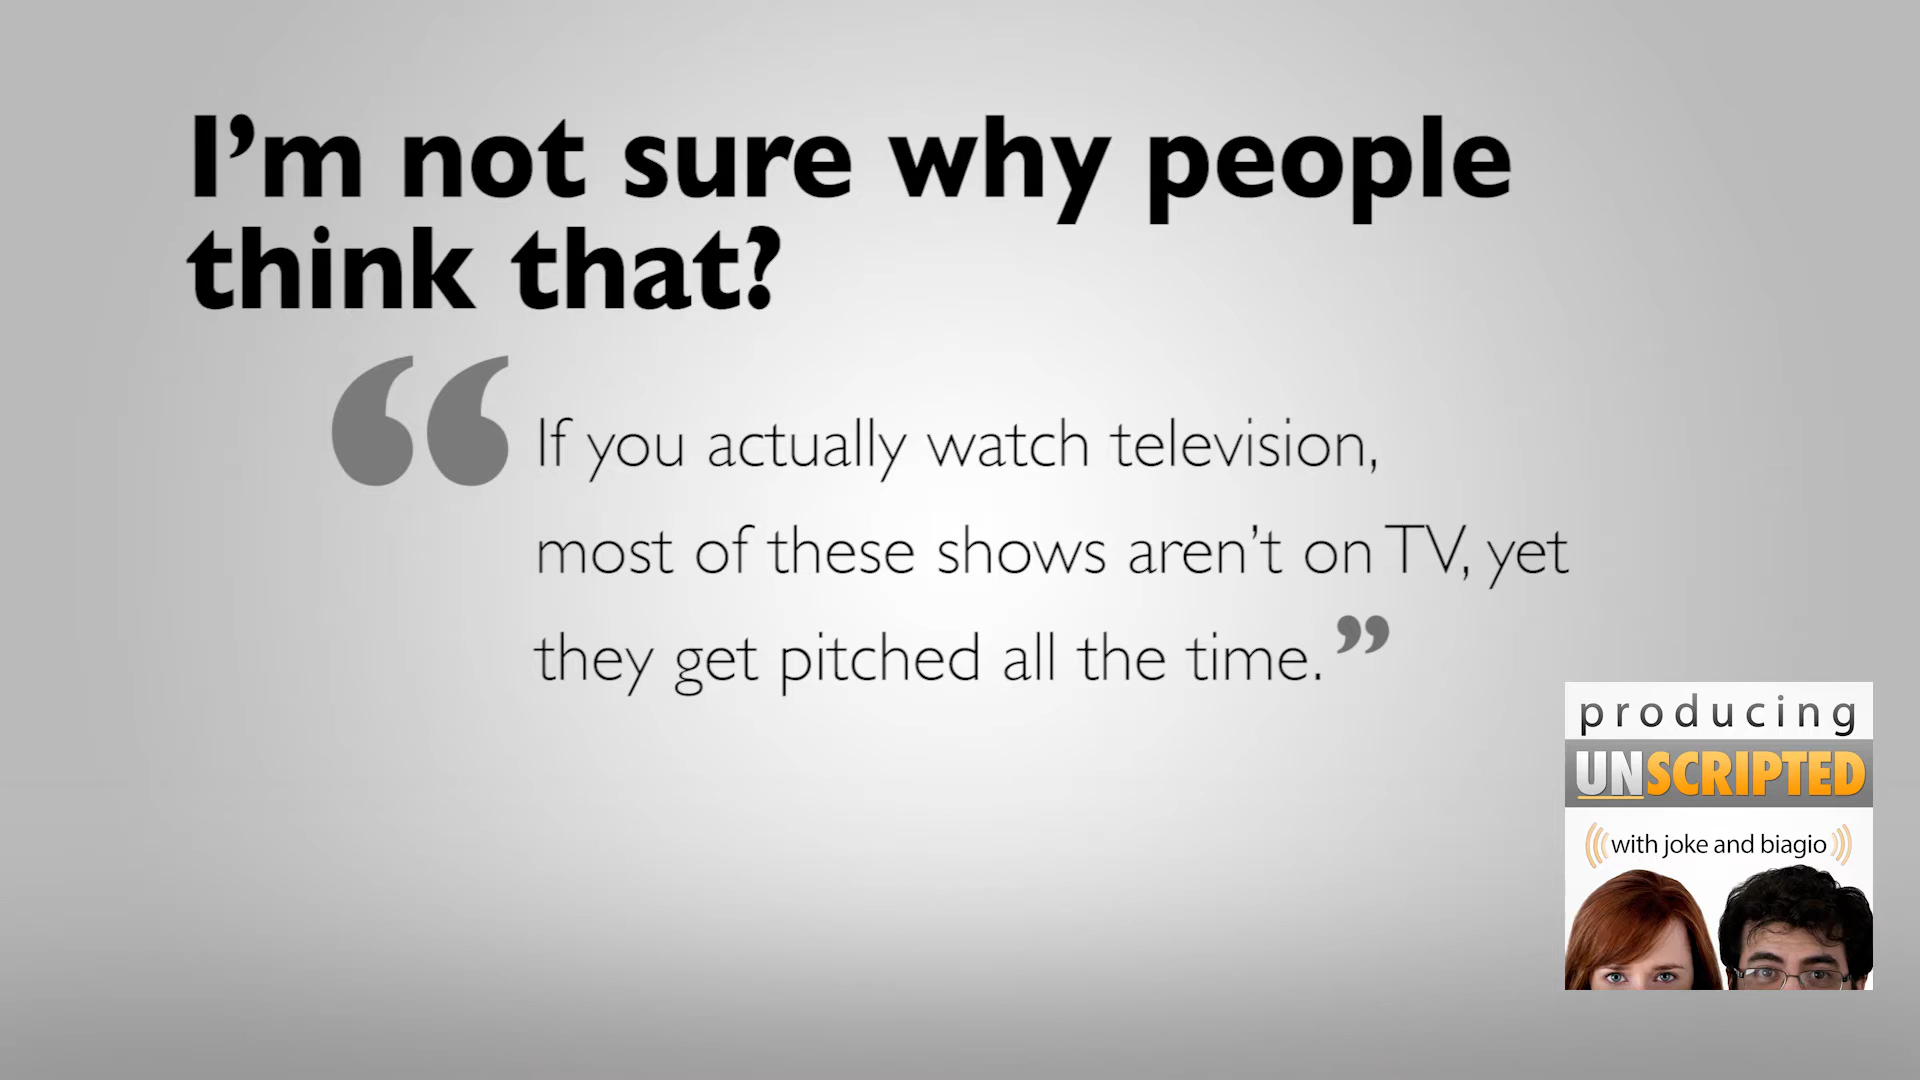 I’m not sure why people
think that?
“If you actually watch television,
most of these shows aren’t on TV, yet
they get pitched all the time.”
producing
UNSCRIPTED
with joke and biagio